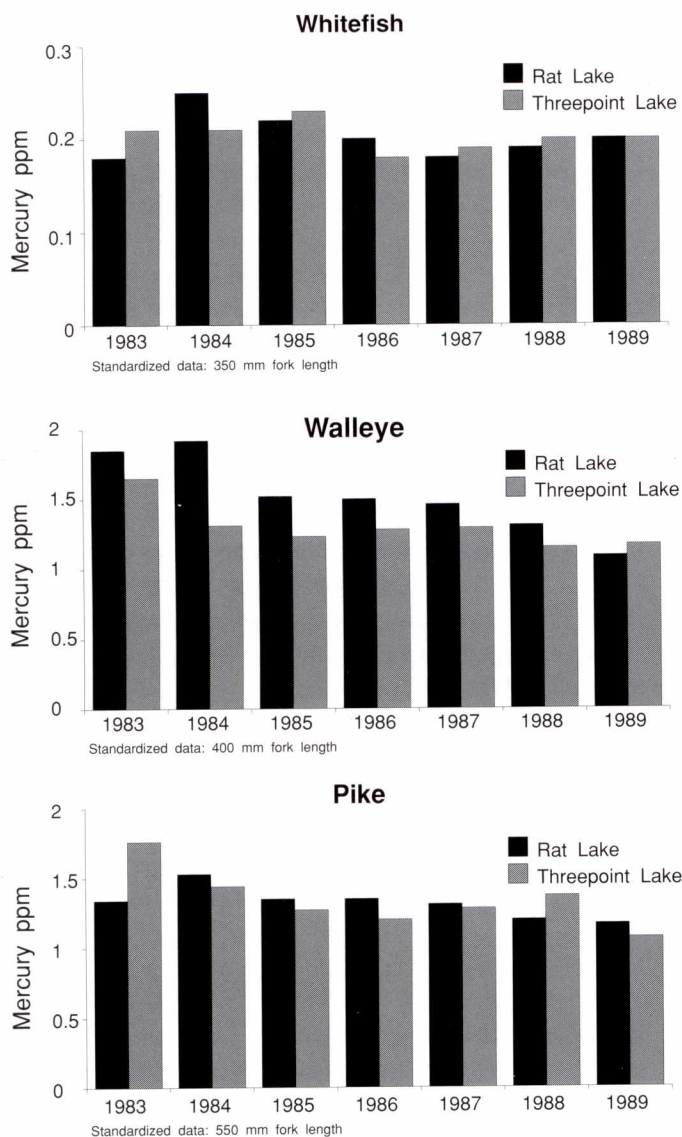 Whitefish
0.3
Rat Lake
Threepoint Lake
0.2
Mercury ppm
0.1
0
1983 1984 1985 1986 1987 1988 1989
Standardized data: 350 mm fork length
Walleye
2
Rat Lake
Threepoint Lake
1.5
Mercury ppm
1
0.5
0
1983 1984 1985 1986 1987 1988 1989
Standardized data: 400 mm fork length
Pike
2
Rat Lake
Threepoint Lake
1.5
Mercury ppm
1
0.5
0
1983 1984 1985 1986 1987 1988 1989
Standardized data: 550 mm fork length